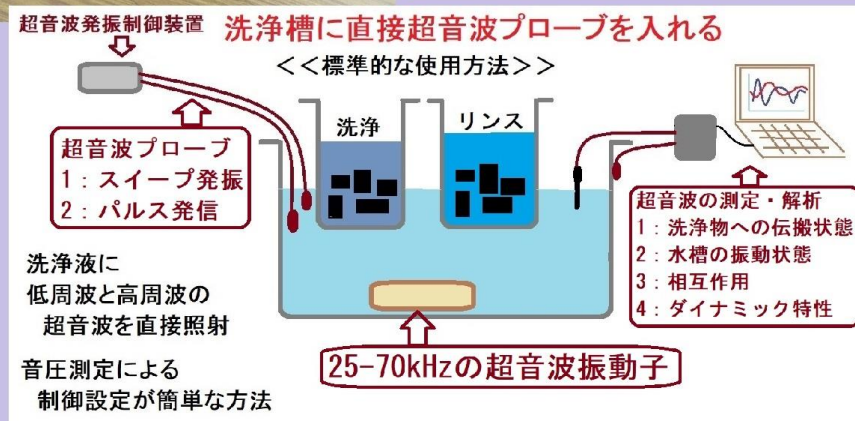 超音波発振制御装置
洗浄槽に直接超音波プローブを入れる
<<標準的な使用方法>>
洗浄
リンス
超音波プローブ
1:スイープ発振
2:パルス発信
超音波の測定・解析
1:洗浄物への伝搬状態
2:水槽の振動状態
3:相互作用
4:ダイナミック特性
洗浄液に
低周波と高周波の
超音波を直接照射
25-70kHzの超音波振動子
音圧測定による
制御設定が簡単な方法